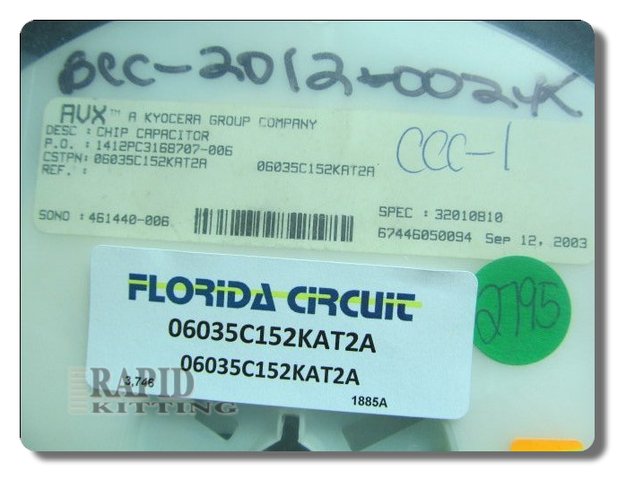 BCC-2012-0024K
AVX™ A KYOCERA GROUP COMPANY
DESC : CHIP CAPACITOR
P.O. : 1412PC3168707-006
CSTPN: 06035C152KAT2A 06035C152KAT2A
REF. :
CCC-1
SONO : 461440-006
SPEC : 32010810
67446050094 Sep 12, 2003
FLORIDA CIRCUIT
06035C152KAT2A
06035C152KAT2A
3,746
1885A
2795
RAPID
KITTING